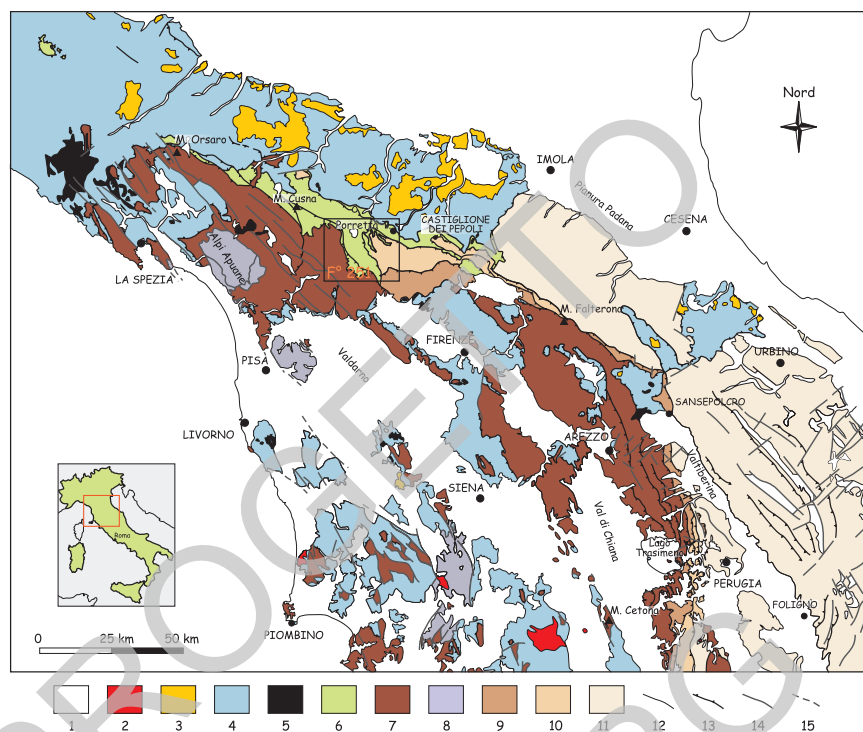 Nord
M. Orsaro
IMOLA
Pianura Padana
M. Cusna
CESENA
Porretta
CASTIGLIONE
DEI PEPOLI
Alpi Apuane
F° 251
LA SPEZIA
M. Falterona
FIRENZE
URBINO
PISA
Valdarno
SANSEPOLCRO
LIVORNO
AREZZO
Valtiberina
SIENA
Val di Chiana
Roma
Lago
Trasimeno
PERUGIA
FOLIGNO
M. Cetona
0 25 km 50 km
PIOMBINO
1 2 3 4 5 6 7 8 9 10 11 12 13 14 15
PROGETTO